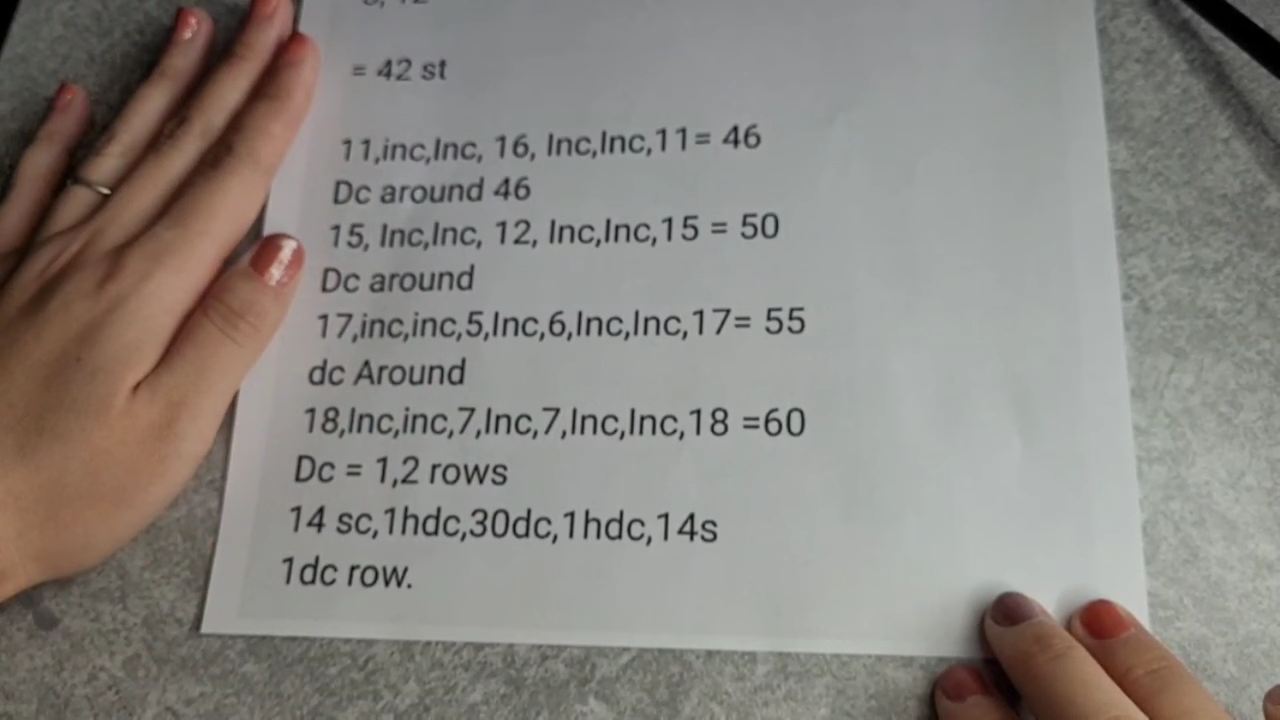 = 42 st
11,inc,Inc, 16, Inc,Inc,11= 46
Dc around 46
15, Inc,Inc, 12, Inc,Inc,15 = 50
Dc around
17,inc,inc,5,Inc,6,Inc,Inc,17= 55
dc Around
18,Inc,inc,7,Inc,7,Inc,Inc,18 =60
Dc = 1,2 rows
14 sc,1hdc,30dc,1hdc,14s
1dc row.